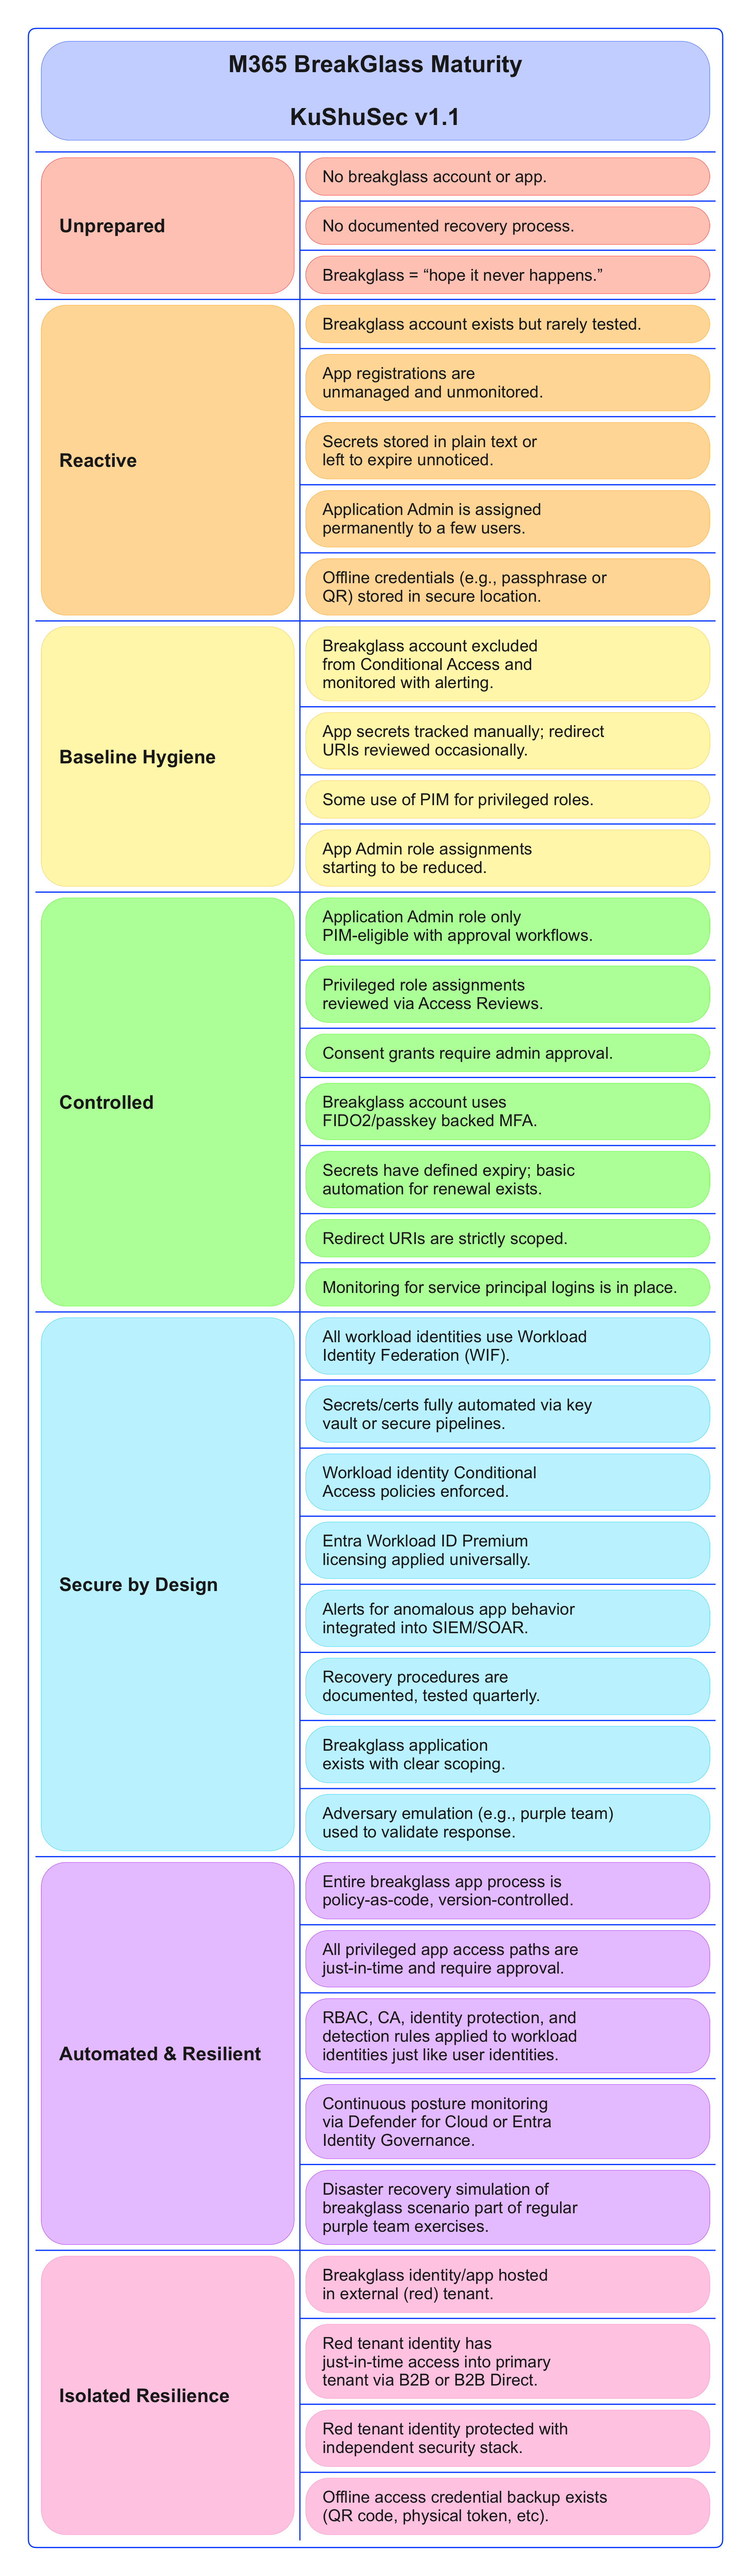 M365 BreakGlass Maturity
KuShuSec v1.1
Unprepared
No breakglass account or app.
No documented recovery process.
Breakglass = “hope it never happens.”
Reactive
Breakglass account exists but rarely tested.
App registrations are
unmanaged and unmonitored.
Secrets stored in plain text or
left to expire unnoticed.
Application Admin is assigned
permanently to a few users.
Offline credentials (e.g., passphrase or
QR) stored in secure location.
Baseline Hygiene
Breakglass account excluded
from Conditional Access and
monitored with alerting.
App secrets tracked manually; redirect
URIs reviewed occasionally.
Some use of PIM for privileged roles.
App Admin role assignments
starting to be reduced.
Controlled
Application Admin role only
PIM-eligible with approval workflows.
Privileged role assignments
reviewed via Access Reviews.
Consent grants require admin approval.
Breakglass account uses
FIDO2/passkey backed MFA.
Secrets have defined expiry; basic
automation for renewal exists.
Redirect URIs are strictly scoped.
Monitoring for service principal logins is in place.
Secure by Design
All workload identities use Workload
Identity Federation (WIF).
Secrets/certs fully automated via key
vault or secure pipelines.
Workload identity Conditional
Access policies enforced.
Entra Workload ID Premium
licensing applied universally.
Alerts for anomalous app behavior
integrated into SIEM/SOAR.
Recovery procedures are
documented, tested quarterly.
Breakglass application
exists with clear scoping.
Adversary emulation (e.g., purple team)
used to validate response.
Automated & Resilient
Entire breakglass app process is
policy-as-code, version-controlled.
All privileged app access paths are
just-in-time and require approval.
RBAC, CA, identity protection, and
detection rules applied to workload
identities just like user identities.
Continuous posture monitoring
via Defender for Cloud or Entra
Identity Governance.
Disaster recovery simulation of
breakglass scenario part of regular
purple team exercises.
Isolated Resilience
Breakglass identity/app hosted
in external (red) tenant.
Red tenant identity has
just-in-time access into primary
tenant via B2B or B2B Direct.
Red tenant identity protected with
independent security stack.
Offline access credential backup exists
(QR code, physical token, etc).